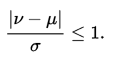 |ν − μ| / σ ≤ 1.